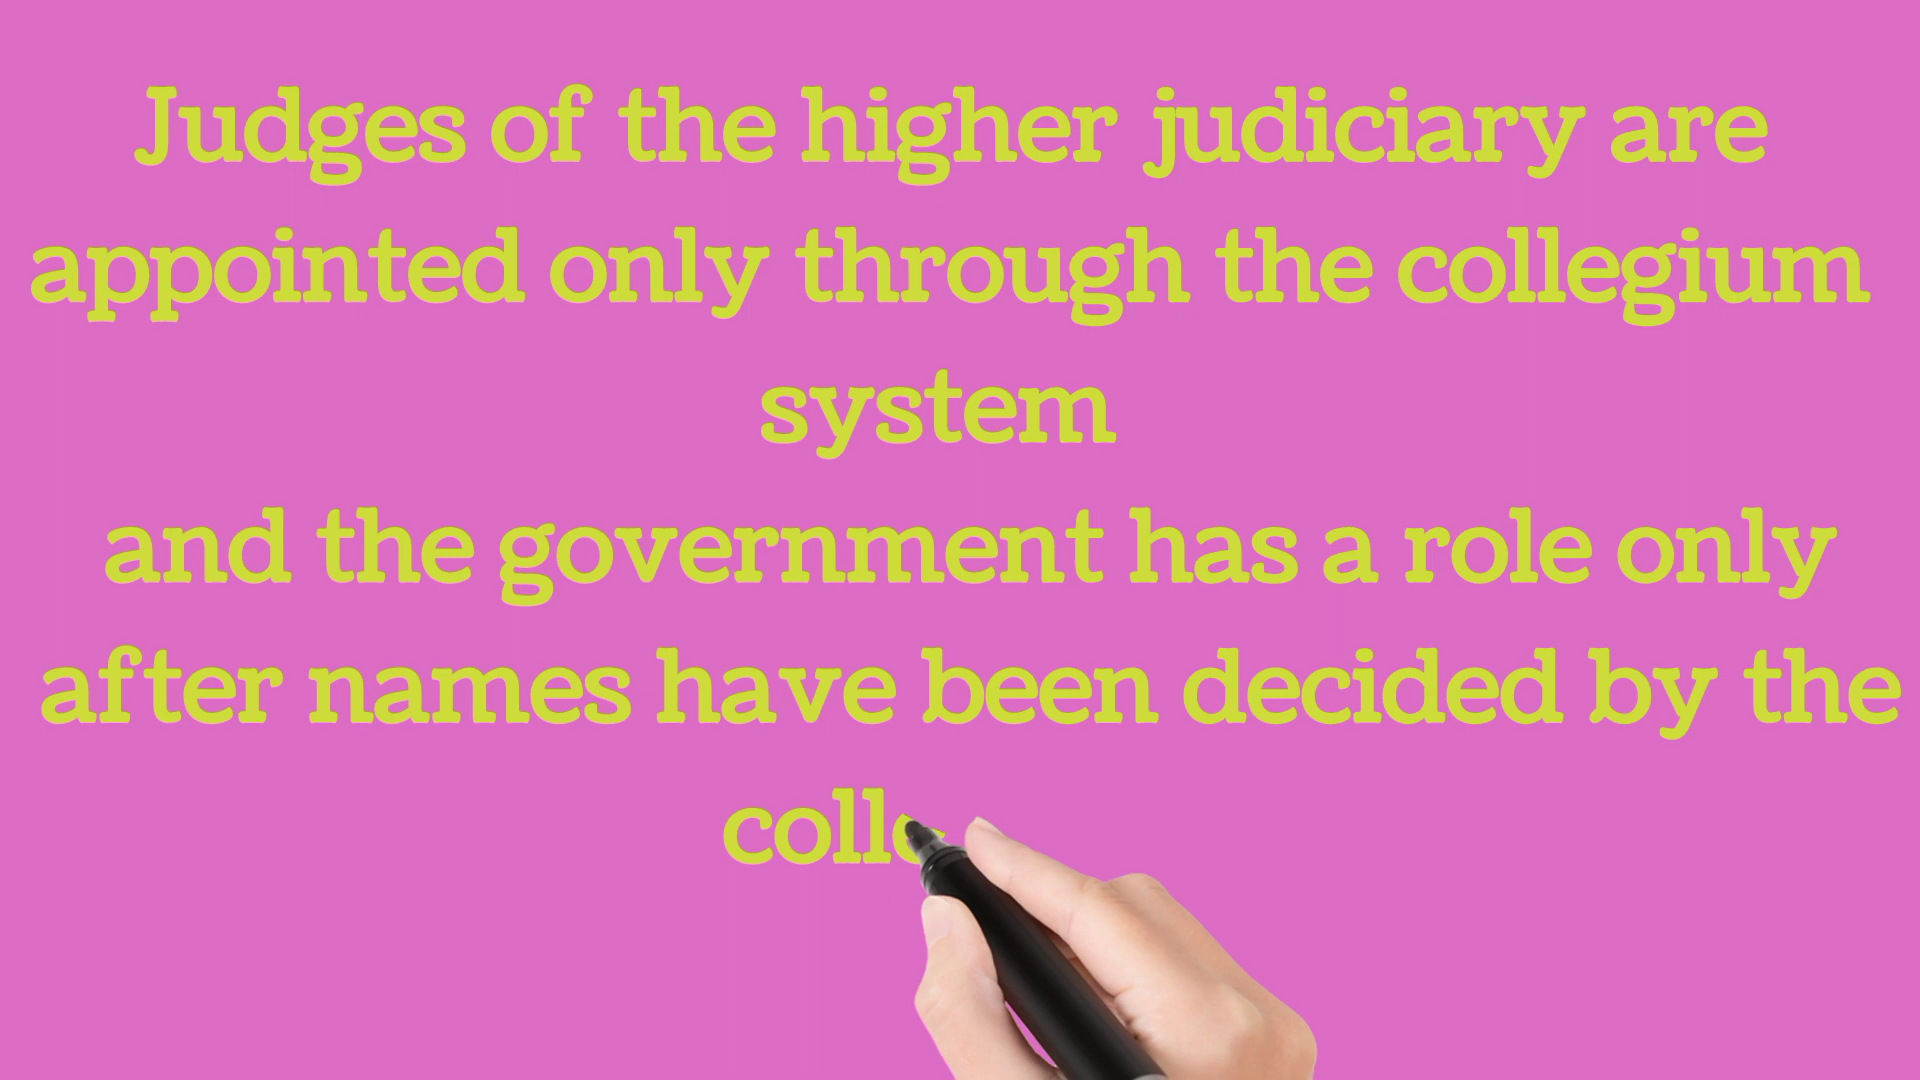 Judges of the higher judiciary are
appointed only through the collegium
system
and the government has a role only
after names have been decided by the